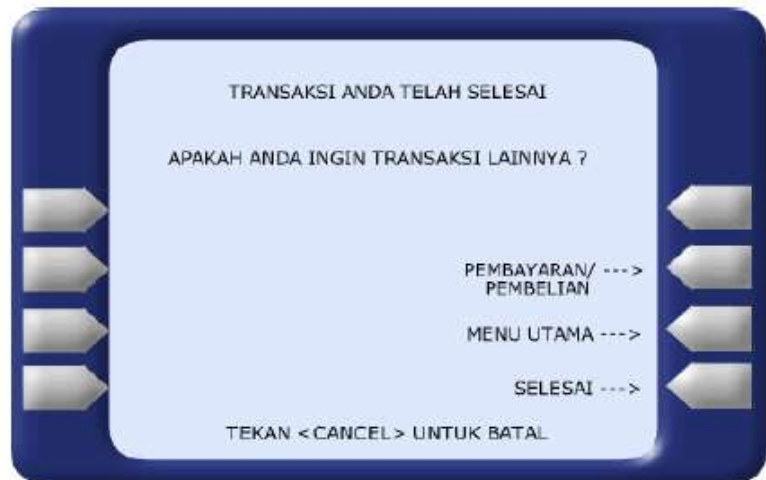 TRANSAKSI ANDA TELAH SELESAI
APAKAH ANDA INGIN TRANSAKSI LAINNYA ?
PEMBAYARAN/ --->
PEMBELIAN
MENU UTAMA --->
SELESAI --->
TEKAN <CANCEL> UNTUK BATAL